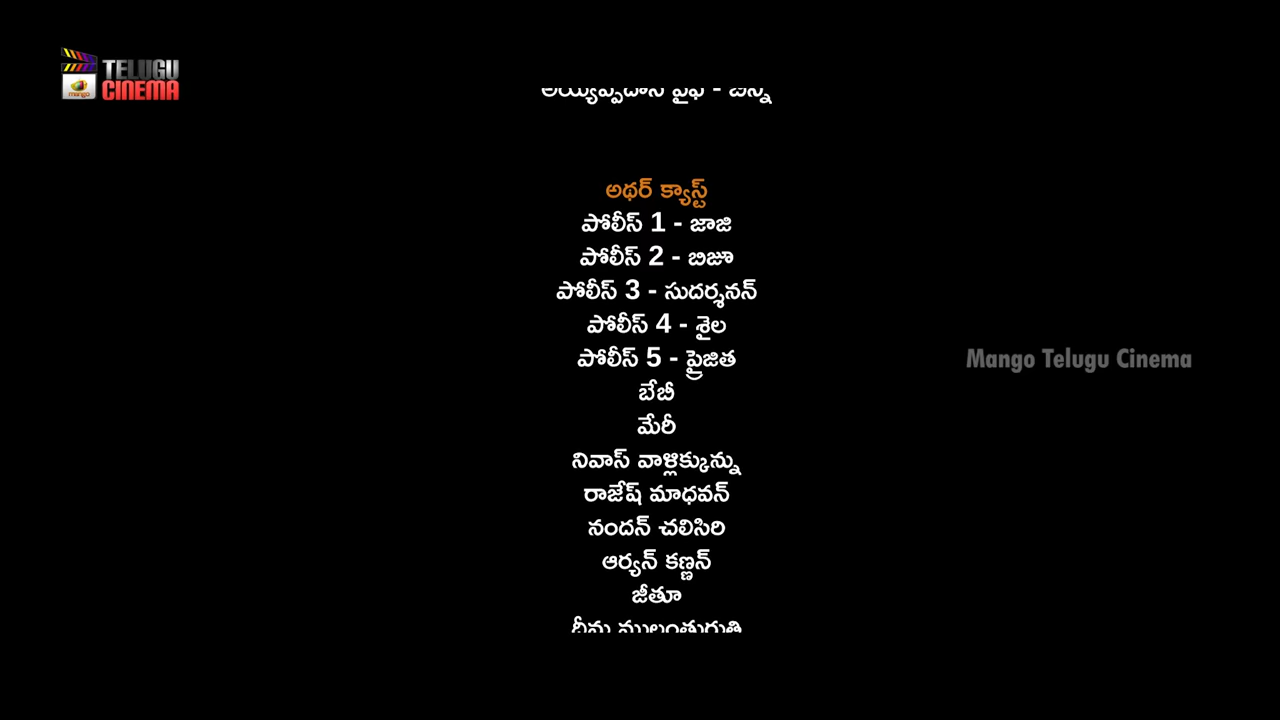 TELUGU
CINEMA
mango
వైఫ్ -
అథర్ క్యాస్ట్
పోలీస్ 1 - జాజి
పోలీస్ 2 - బిజూ
పోలీస్ 3 - సుదర్శనన్
పోలీస్ 4 - శైల
పోలీస్ 5 - ప్రైజిత
బేబీ
మేరీ
నివాస్ వాళ్లిక్కున్ను
రాజేష్ మాధవన్
Mango Telugu Cinema
నందన్ చలిసిరి
ఆర్యన్ కణ్ణన్
జీతూ